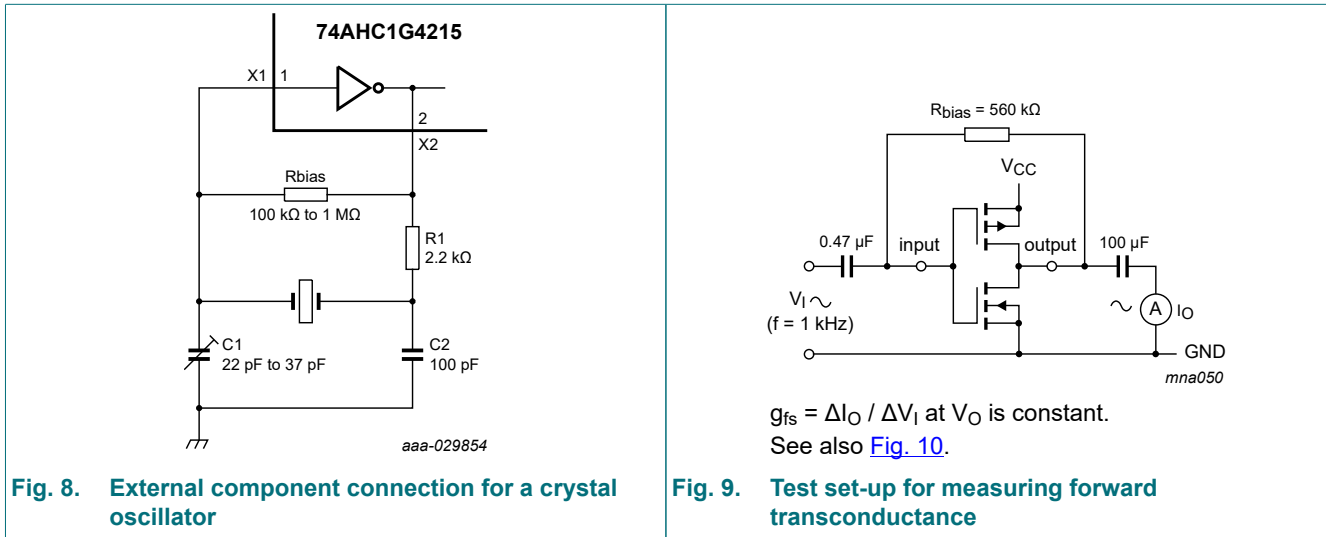 74AHC1G4215
X1 1
2
X2
Rbias
100 kΩ to 1 MΩ
R1
2.2 kΩ
C1
22 pF to 37 pF
C2
100 pF
aaa-029854
Fig. 8. External component connection for a crystal
oscillator
Rbias = 560 kΩ
VCC
0.47 µF
input
output
100 µF
VI ~
(f = 1 kHz)
~
A
IO
GND
mna050
gfs = ΔIO / ΔVI at VO is constant.
See also Fig. 10.
Fig. 9. Test set-up for measuring forward
transconductance